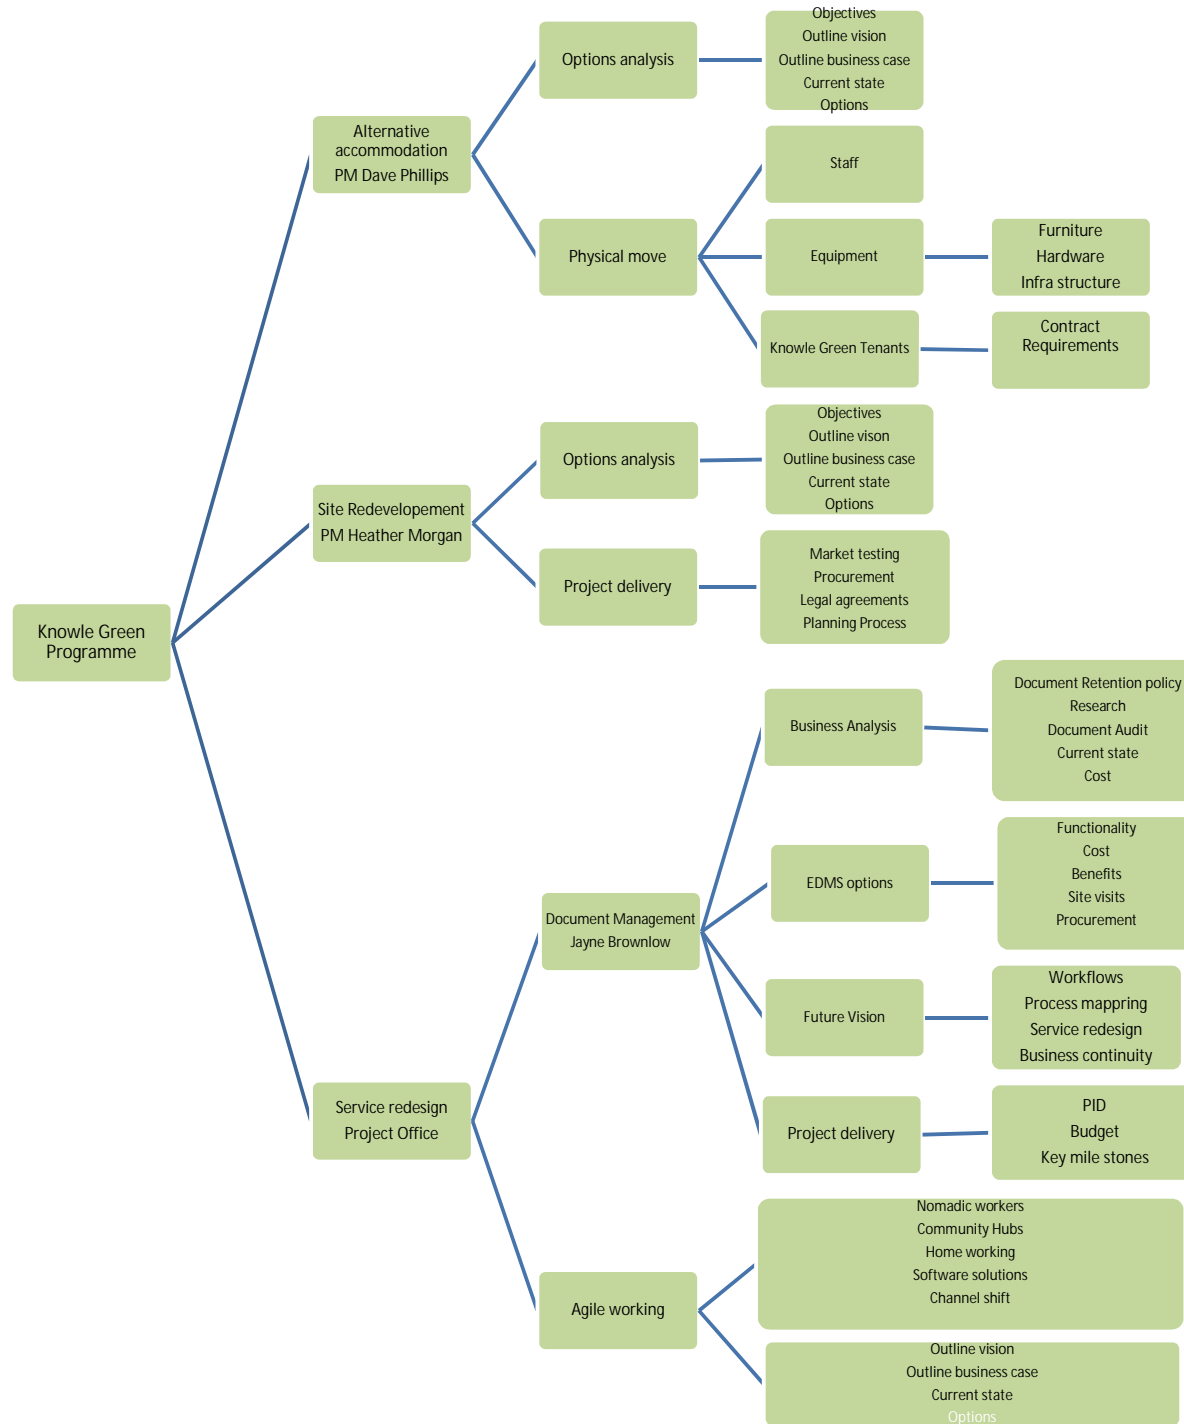 Knowle Green
Programme
Alternative
accommodation
PM Dave Phillips
Options analysis
Objectives
Outline vision
Outline business case
Current state
Options
Physical move
Staff
Equipment
Furniture
Hardware
Infra structure
Knowle Green Tenants
Contract
Requirements
Site Redevelopement
PM Heather Morgan
Options analysis
Objectives
Outline vison
Outline business case
Current state
Options
Project delivery
Market testing
Procurement
Legal agreements
Planning Process
Service redesign
Project Office
Document Management
Jayne Brownlow
Business Analysis
Document Retention policy
Research
Document Audit
Current state
Cost
EDMS options
Functionality
Cost
Benefits
Site visits
Procurement
Future Vision
Workflows
Process mappring
Service redesign
Business continuity
Project delivery
PID
Budget
Key mile stones
Agile working
Nomadic workers
Community Hubs
Home working
Software solutions
Channel shift
Outline vision
Outline business case
Current state
Options